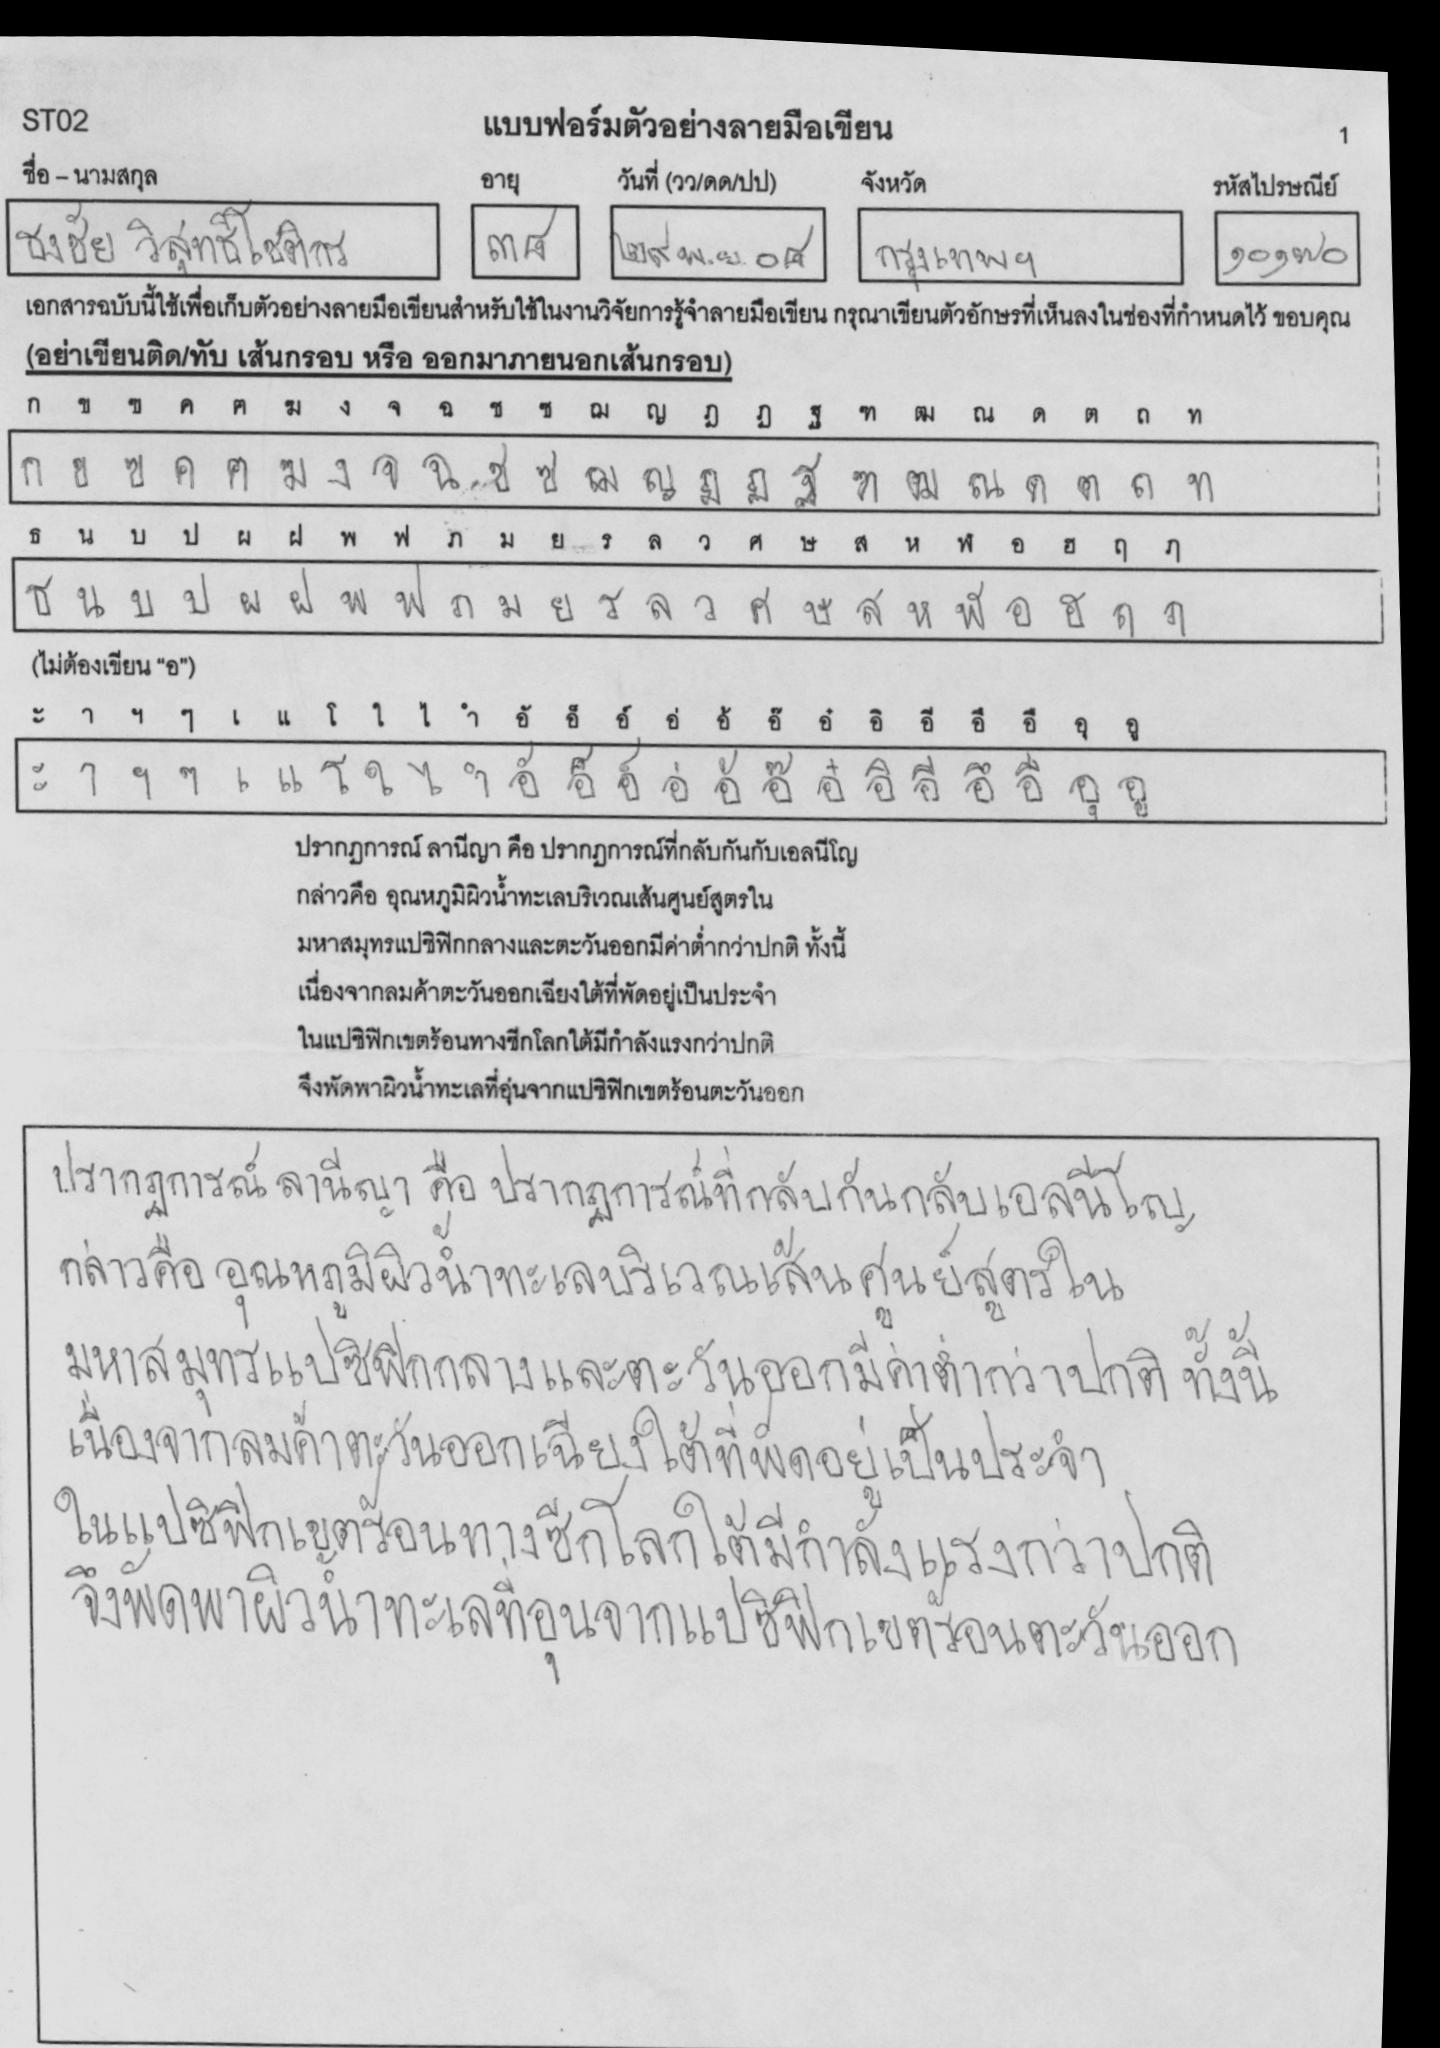 ST02
แบบฟอร์มตัวอย่างลายมือเขียน
1
ชื่อ – นามสกุล อายุ วันที่ (วว/ดด/ปป) จังหวัด รหัสไปรษณีย์
ธงชัย วิสุทธิ์โชติกร ๓๘ ๒๙ พ.ย. ๐๘ กรุงเทพฯ ๑๐๑๗๐
เอกสารฉบับนี้ใช้เพื่อเก็บตัวอย่างลายมือเขียนสำหรับใช้ในงานวิจัยการรู้จำลายมือเขียน กรุณาเขียนตัวอักษรที่เห็นลงในช่องที่กำหนดไว้ ขอบคุณ
(อย่าเขียนติด/ทับ เส้นกรอบ หรือ ออกมาภายนอกเส้นกรอบ)
ก ข ฃ ค ฅ ฆ ง จ ฉ ช ซ ฌ ญ ฎ ฏ ฐ ฑ ฒ ณ ด ต ถ ท
ก ข ฃ ค ฅ ฆ ง จ ฉ ช ซ ฌ ญ ฎ ฏ ฐ ฑ ฒ ณ ด ต ถ ท
ธ น บ ป ผ ฝ พ ฟ ภ ม ย ร ล ว ศ ษ ส ห ฬ อ ฮ ฤ ฦ
ธ น บ ป ผ ฝ พ ฟ ภ ม ย ร ล ว ศ ษ ส ห ฬ อ ฮ ฤ ฦ
(ไม่ต้องเขียน “อ”)
ะ า ฯ ๆ เ แ โ ใ ไ ำ อั อ็ อ์ อ่ อ้ อ๊ อ๋ อิ อี อึ อื อุ อู
ะ า ฯ ๆ เ แ โ ใ ไ ำ อั อ็ อ์ อ่ อ้ อ๊ อ๋ อิ อี อึ อื อุ อู
ปรากฏการณ์ ลานีญา คือ ปรากฏการณ์ที่กลับกันกับเอลนีโญ
กล่าวคือ อุณหภูมิผิวน้ำทะเลบริเวณเส้นศูนย์สูตรใน
มหาสมุทรแปซิฟิกกลางและตะวันออกมีค่าต่ำกว่าปกติ ทั้งนี้
เนื่องจากลมค้าตะวันออกเฉียงใต้ที่พัดอยู่เป็นประจำ
ในแปซิฟิกเขตร้อนทางซีกโลกใต้มีกำลังแรงกว่าปกติ
จึงพัดพาผิวน้ำทะเลที่อุ่นจากแปซิฟิกเขตร้อนตะวันออก
ปรากฏการณ์ ลานีญา คือ ปรากฏการณ์ที่กลับกันกลับเอลนีโญ
กล่าวคือ อุณหภูมิผิวน้ำทะเลบริเวณเส้นศูนย์สูตรใน
มหาสมุทรแปซิฟิกกลางและตะวันออกมีค่าต่ำกว่าปกติ ทั้งนี้
เนื่องจากลมค้าตะวันออกเฉียงใต้ที่พัดอยู่เป็นประจำ
ในแปซิฟิกเขตร้อนทางซีกโลกใต้มีกำลังแรงกว่าปกติ
จึงพัดพาผิวน้ำทะเลที่อุนจากแปซิฟิกเขตร้อนตะวันออก